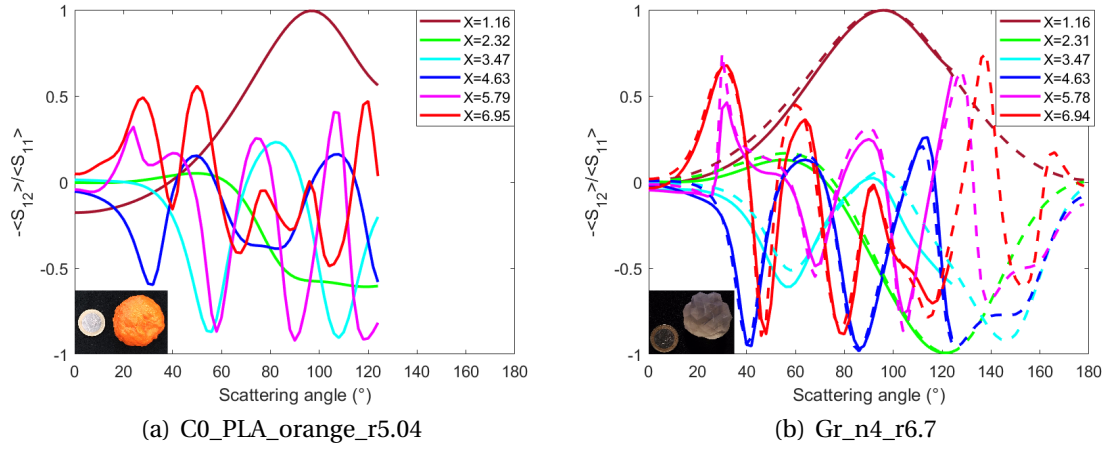 1
0.5
0
-0.5
-1
-<S12>/<S11>
X=1.16
X=2.32
X=3.47
X=4.63
X=5.79
X=6.95
0 20 40 60 80 100 120 140 160 180
Scattering angle (°)
(a) C0_PLA_orange_r5.04
1
0.5
0
-0.5
-1
-<S12>/<S11>
X=1.16
X=2.31
X=3.47
X=4.63
X=5.78
X=6.94
0 20 40 60 80 100 120 140 160 180
Scattering angle (°)
(b) Gr_n4_r6.7